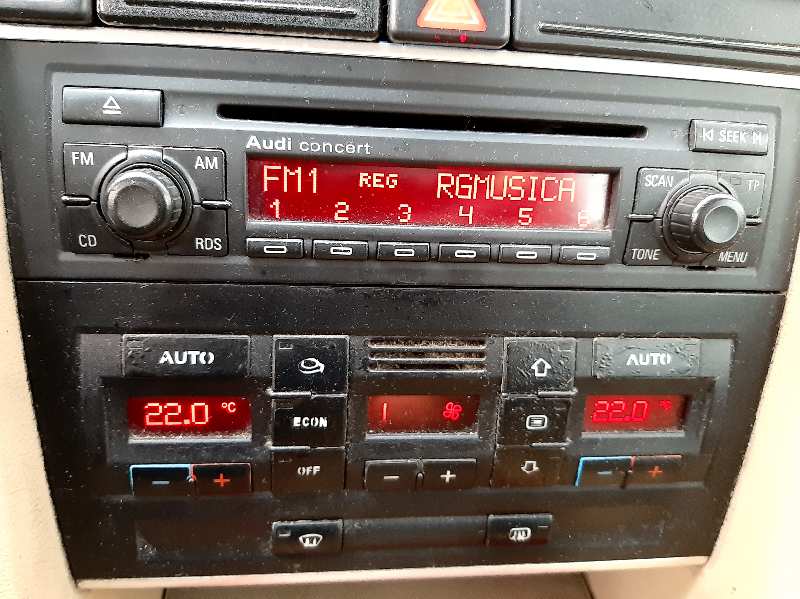 SEEK
Audi concert
FM AM
FM1 REG RGMUSICA
SCAN TP
1 2 3 4 5 6
CD RDS
TONE MENU
AUTO AUTO
22.0 °C
ECON
1
22.0 °C
OFF
- +
- +
- +